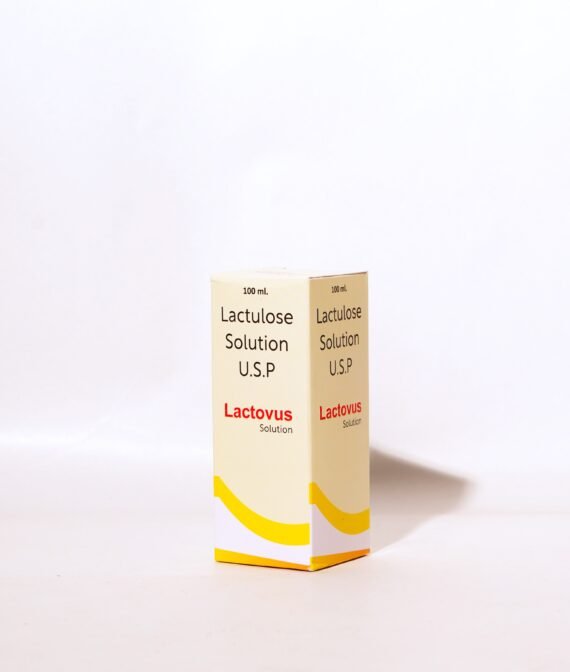 100 ml.
Lactulose
Solution
U.S.P
Lactovus
Solution
100 ml.
Lactulose
Solution
U.S.P
Lactovus
Solution